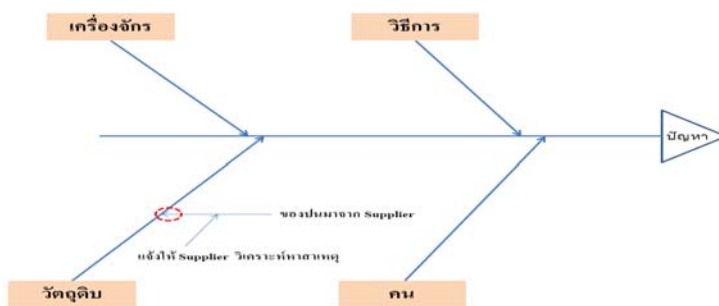 เครื่องจักร
วิธีการ
ปัญหา
ของปนมาจาก Supplier
แจ้งให้ Supplier วิเคราะห์หาสาเหตุ
วัตถุดิบ
คน